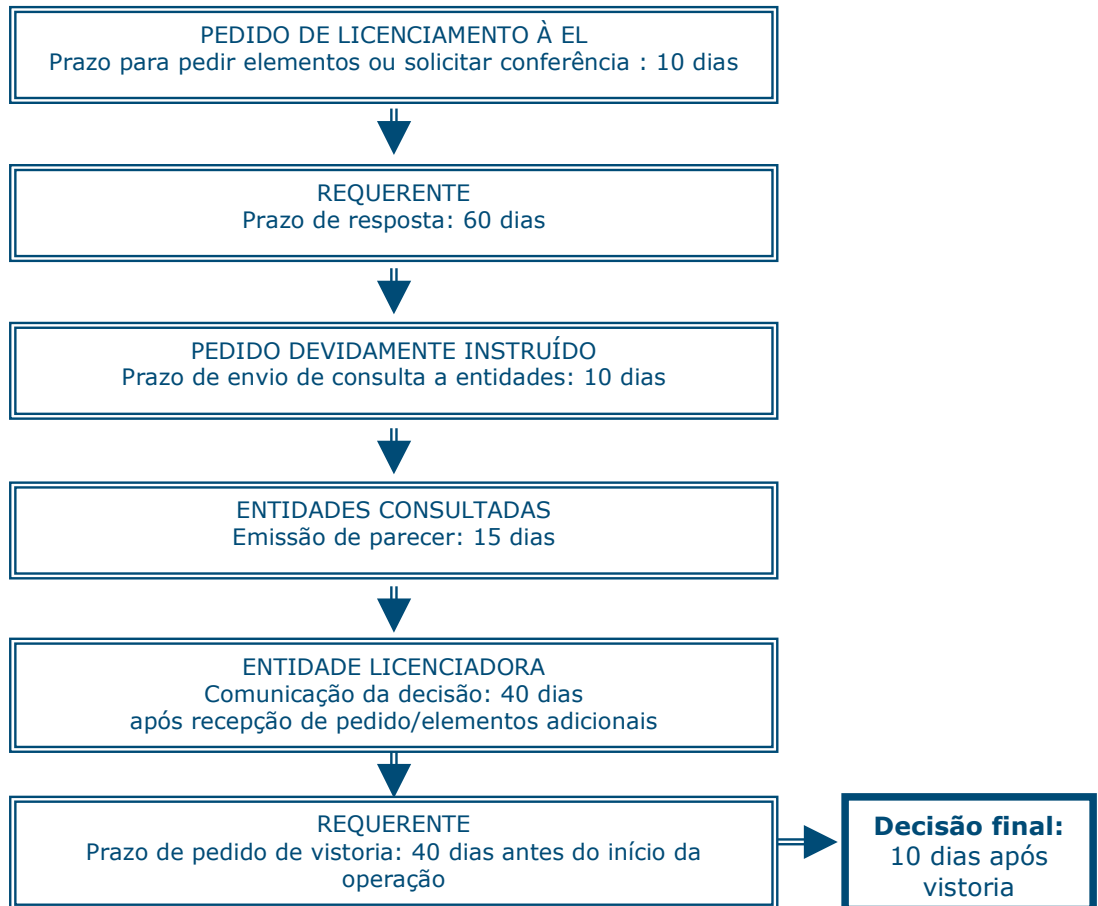 PEDIDO DE LICENCIAMENTO À EL
Prazo para pedir elementos ou solicitar conferência : 10 dias
REQUERENTE
Prazo de resposta: 60 dias
PEDIDO DEVIDAMENTE INSTRUÍDO
Prazo de envio de consulta a entidades: 10 dias
ENTIDADES CONSULTADAS
Emissão de parecer: 15 dias
ENTIDADE LICENCIADORA
Comunicação da decisão: 40 dias
após recepção de pedido/elementos adicionais
REQUERENTE
Prazo de pedido de vistoria: 40 dias antes do início da
operação
Decisão final:
10 dias após
vistoria